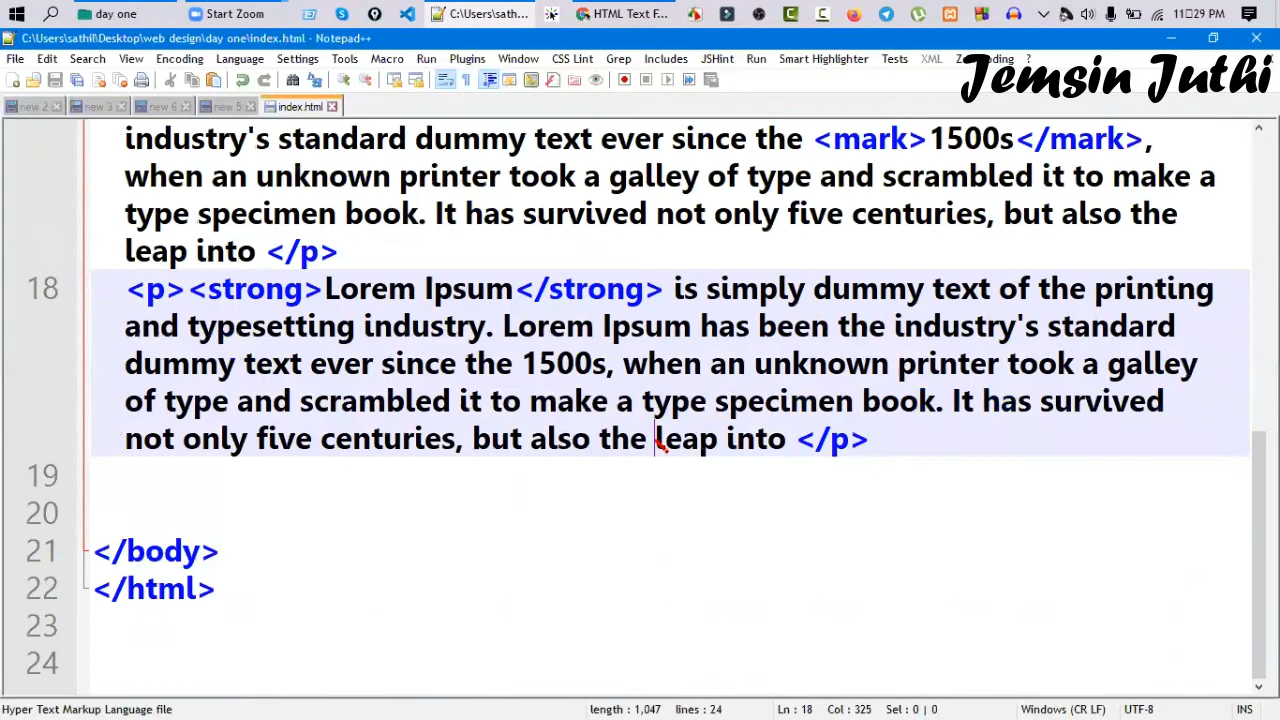 day one
Start Zoom
C:\Users\sath...
HTML Text F...
11:29 PM
C:\Users\sathil\Desktop\web design\day one\index.html - Notepad++
File Edit Search View Encoding Language Settings Tools Macro Run Plugins Window CSS Lint Grep Includes JSHint Run Smart Highlighter Tests XML ?
Jemsin Juthi
new 2 new 3 new 6 new 5 index.html
industry's standard dummy text ever since the <mark>1500s</mark>,
when an unknown printer took a galley of type and scrambled it to make a
type specimen book. It has survived not only five centuries, but also the
leap into </p>
18 <p><strong>Lorem Ipsum</strong> is simply dummy text of the printing
and typesetting industry. Lorem Ipsum has been the industry's standard
dummy text ever since the 1500s, when an unknown printer took a galley
of type and scrambled it to make a type specimen book. It has survived
not only five centuries, but also the leap into </p>
19
20
21 </body>
22 </html>
23
24
Hyper Text Markup Language file length : 1,047 lines : 24 Ln : 18 Col : 325 Sel : 0 | 0 Windows (CR LF) UTF-8 INS